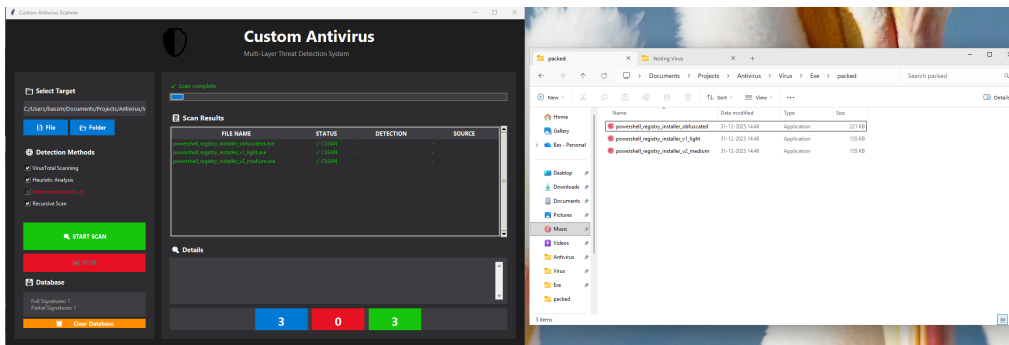 Custom Antivirus Scanner
Custom Antivirus
Multi-Layer Threat Detection System
Select Target
C:/Users/bassm/Documents/Projects/Antivirus/V
File
Folder
Detection Methods
VirusTotal Scanning
Heuristic Analysis
Behavioral Analysis
Recursive Scan
START SCAN
STOP
Database
Full Signatures: 1
Partial Signatures: 1
Clear Database
✓ Scan complete
Scan Results
FILE NAME STATUS DETECTION SOURCE
powershell_registry_installer_obfuscated.exe ✓ CLEAN - -
powershell_registry_installer_v1_light.exe ✓ CLEAN - -
powershell_registry_installer_v2_medium.exe ✓ CLEAN - -
Details
3 0 3
packed
Testing Virus
Documents > Projects > Antivirus > Virus > Exe > packed
Search packed
New
Sort
View
Details
Home
Gallery
Bas - Personal
Desktop
Downloads
Documents
Pictures
Music
Videos
Antivirus
Virus
Exe
packed
Name Date modified Type Size
powershell_registry_installer_obfuscated 31-12-2025 14:48 Application 221 KB
powershell_registry_installer_v1_light 31-12-2025 14:48 Application 155 KB
powershell_registry_installer_v2_medium 31-12-2025 14:48 Application 155 KB
3 items